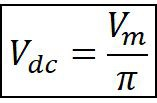 V_dc = V_m / π